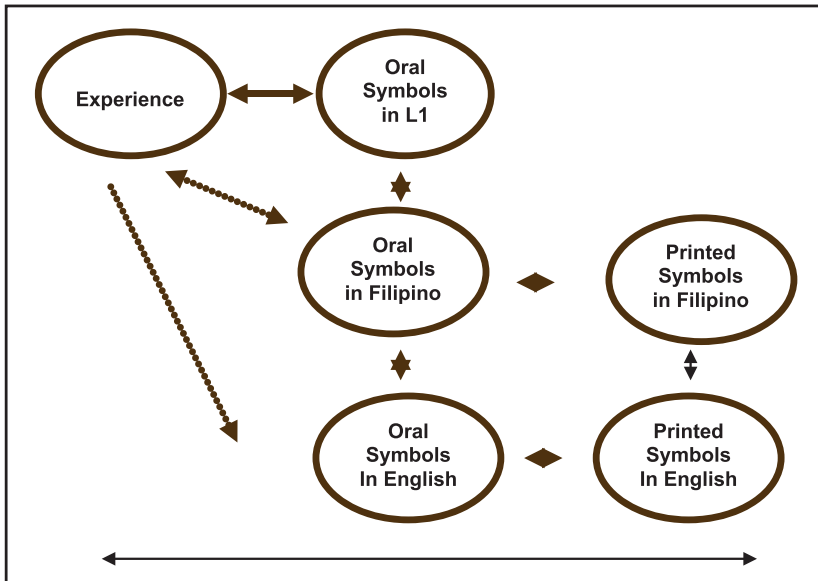 Experience
Oral
Symbols
in L1
Oral
Symbols
in Filipino
Printed
Symbols
in Filipino
Oral
Symbols
In English
Printed
Symbols
In English